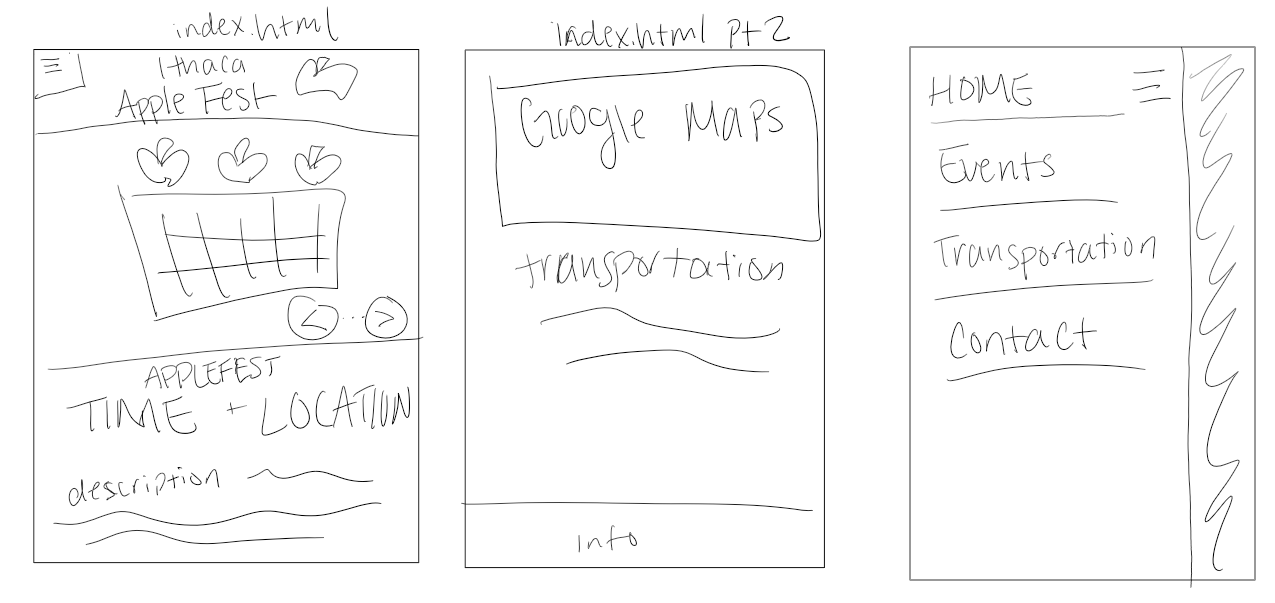 index.html
Ithaca
Apple Fest
APPLEFEST
TIME + LOCATION
description
index.html pt 2
Google Maps
transportation
info
HOME
Events
Transportation
Contact